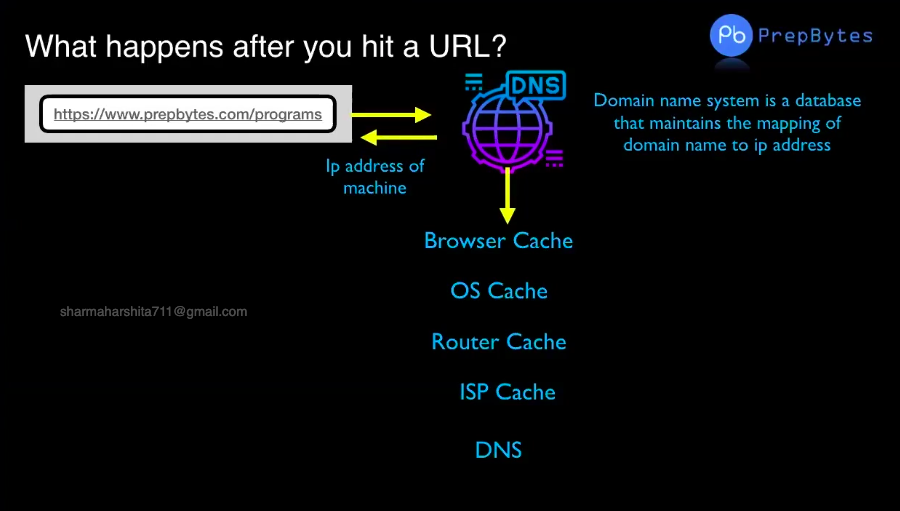 What happens after you hit a URL?
Pb PrepBytes
https://www.prepbytes.com/programs
DNS
Domain name system is a database
that maintains the mapping of
domain name to ip address
Ip address of
machine
Browser Cache
OS Cache
sharmaharshita711@gmail.com
Router Cache
ISP Cache
DNS